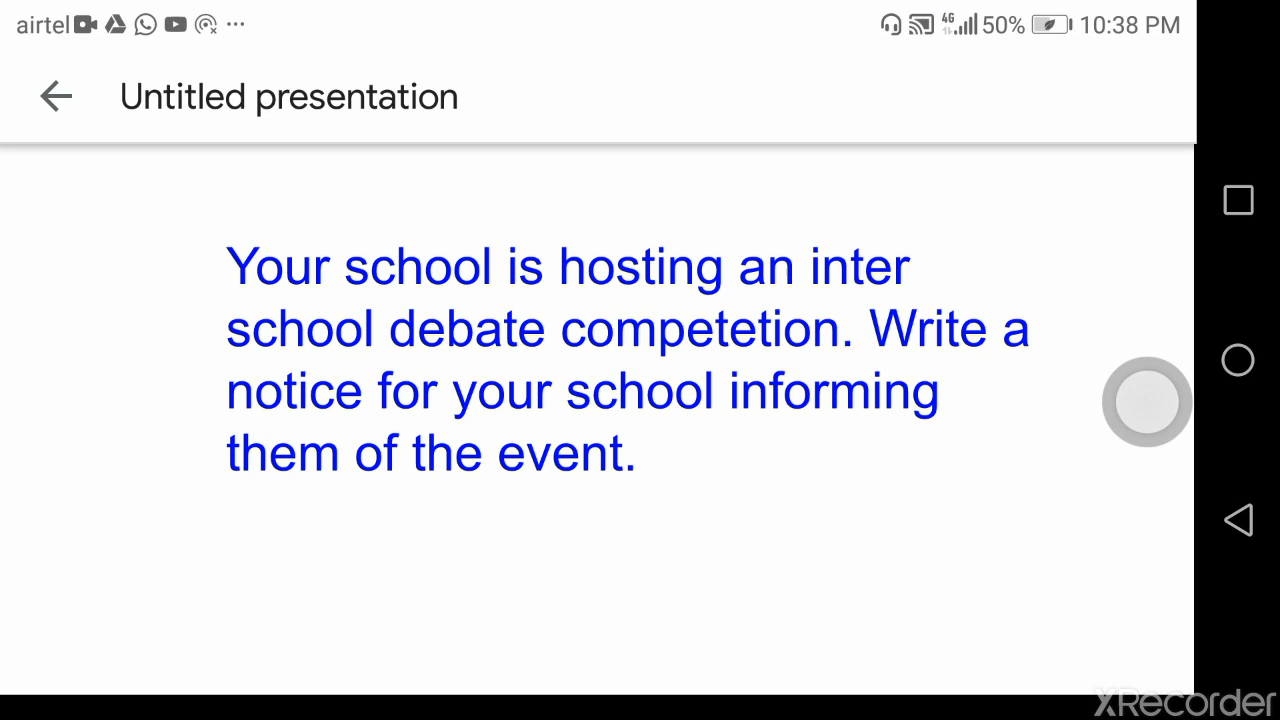 airtel ... 4G 50% 10:38 PM
Untitled presentation
Your school is hosting an inter
school debate competetion. Write a
notice for your school informing
them of the event.
XRecorder